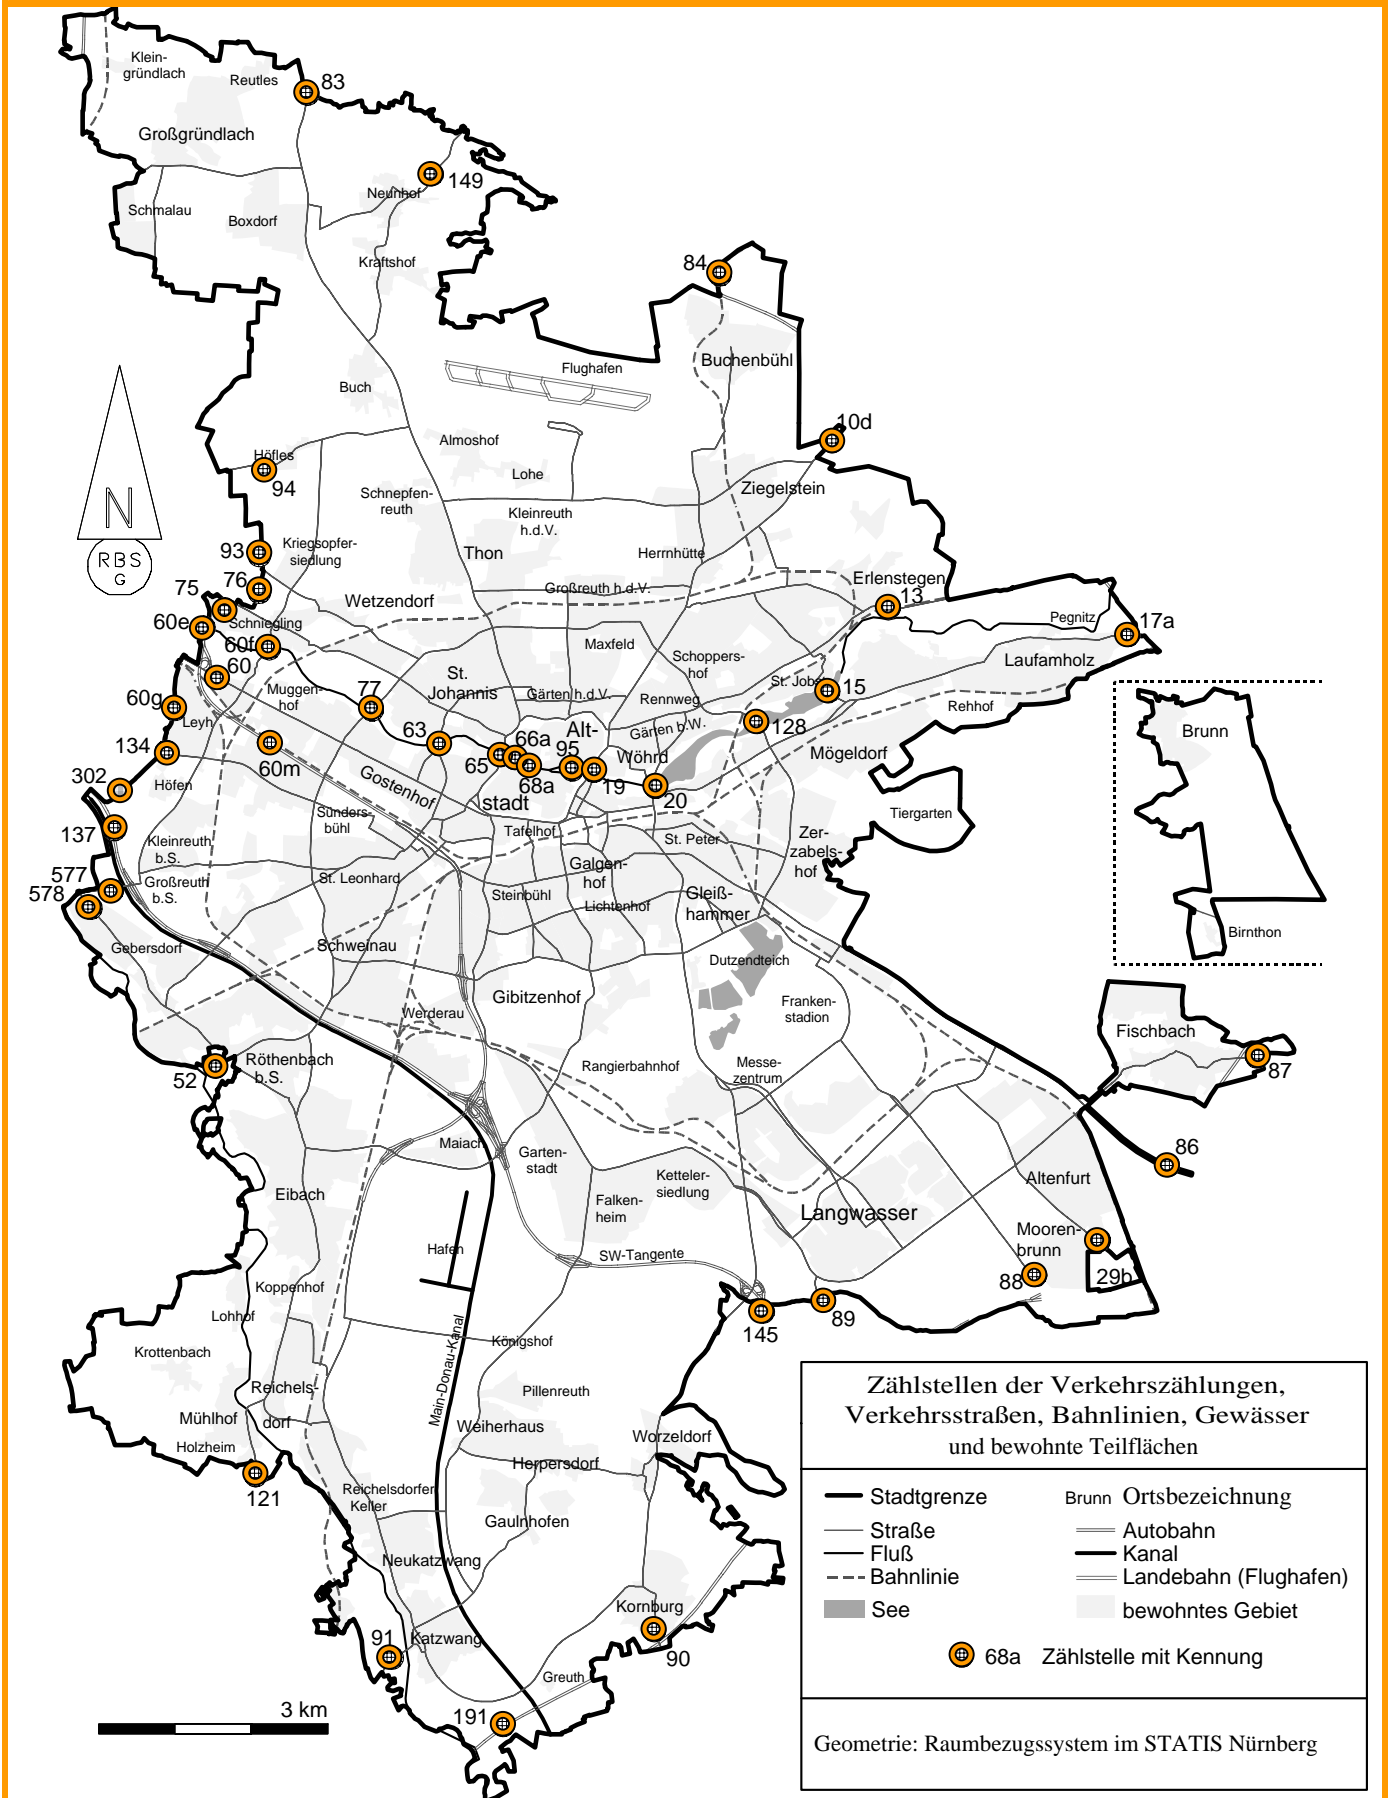 Klein-
gründlach
Reutles
83
Großgründlach
149
Neunhof
Schmalau
Boxdorf
Kraftshof
84
Buchenbühl
Flughafen
Buch
10d
Almoshof
Höfles
94
Lohe
Ziegelstein
Schnepfen-
reuth
Kleinreuth
h.d.V.
N
RBS
G
93
Kriegsopfer-
siedlung
Thon
Herrnhütte
75
76
Großreuth h.d.V.
Erlenstegen
13
Wetzendorf
60e
Schniegling
60f
Pegnitz
17a
Maxfeld
Schoppers-
hof
Laufamholz
60
St.
Johannis
St. Jobst
15
Muggen-
hof
77
Gärten h.d.V.
Rennweg
Rehhof
60g
Leyh
63
66a
Alt-
Gärten b.W.
128
Brunn
134
60m
65
68a
95
Wöhrd
Mögeldorf
302
Höfen
Gostenhof
19
20
stadt
Tiergarten
137
Sünders-
bühl
Tafelhof
St. Peter
Zer-
zabels-
hof
Kleinreuth
b.S.
Galgen-
hof
577
578
Großreuth
b.S.
St. Leonhard
Steinbühl
Gleiß-
hammer
Lichtenhof
Birnthon
Gebersdorf
Schweinau
Dutzendteich
Gibitzenhof
Franken-
stadion
Werderau
Fischbach
52
Röthenbach
b.S.
Rangierbahnhof
Messe-
zentrum
87
Maiach
Garten-
stadt
86
Eibach
Ketteler-
siedlung
Altenfurt
Falken-
heim
Langwasser
Hafen
SW-Tangente
Mooren-
brunn
Koppenhof
88
29b
Lohhof
145
89
Main-Donau-Kanal
Krottenbach
Königshof
Reichels-
dorf
Pillenreuth
Mühlhof
Weiherhaus
Holzheim
Worzeldorf
Herpersdorf
121
Reichelsdorfer
Keller
Gaulnhofen
Neukatzwang
Kornburg
91
Katzwang
90
Greuth
3 km
191
Zählstellen der Verkehrszählungen,
Verkehrsstraßen, Bahnlinien, Gewässer
und bewohnte Teilflächen
Stadtgrenze
Brunn Ortsbezeichnung
Straße
Autobahn
Fluß
Kanal
Bahnlinie
Landebahn (Flughafen)
See
bewohntes Gebiet
68a Zählstelle mit Kennung
Geometrie: Raumbezugssystem im STATIS Nürnberg